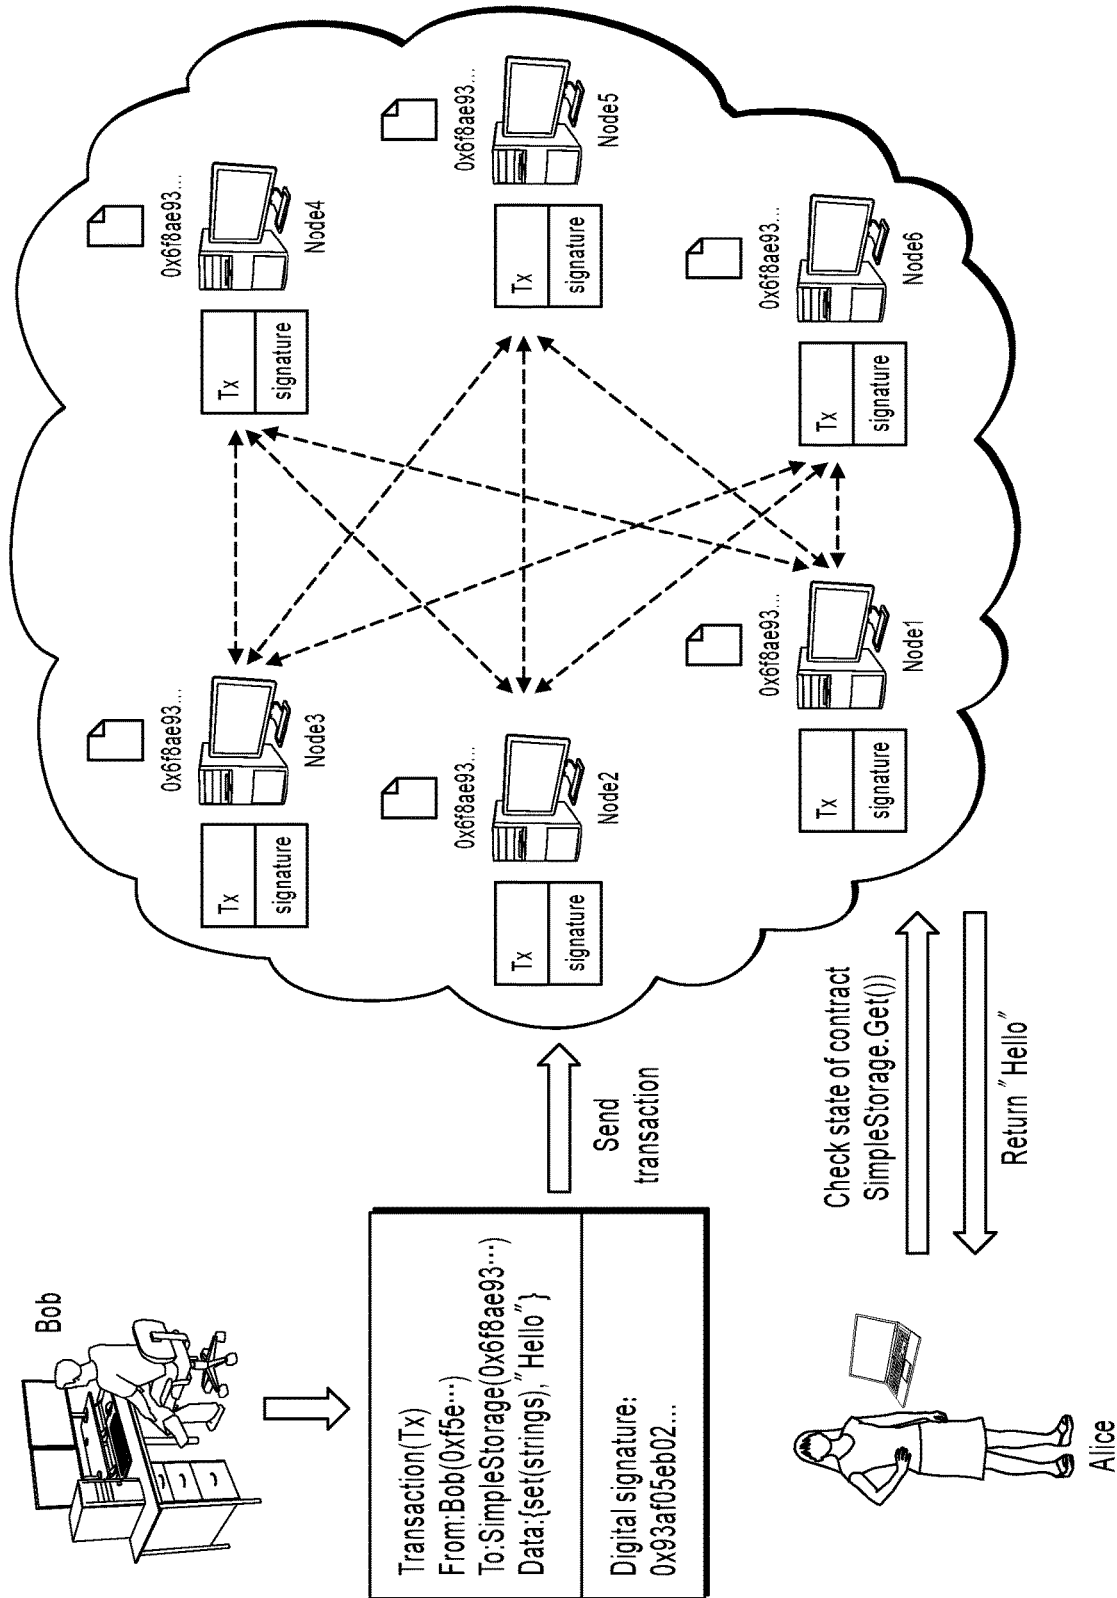 Bob
Transaction(Tx)
From:Bob(0xf5e···)
To:SimpleStorage(0x6f8ae93···)
Data:{set(strings),"Hello"}
Digital signature:
0x93af05eb02...
Send
transaction
Alice
Check state of contract
SimpleStorage.Get())
Return "Hello"
Tx
signature
0x6f8ae93...
Node3
Tx
signature
0x6f8ae93...
Node4
Tx
signature
0x6f8ae93...
Node2
Tx
signature
0x6f8ae93...
Node5
Tx
signature
0x6f8ae93...
Node1
Tx
signature
0x6f8ae93...
Node6